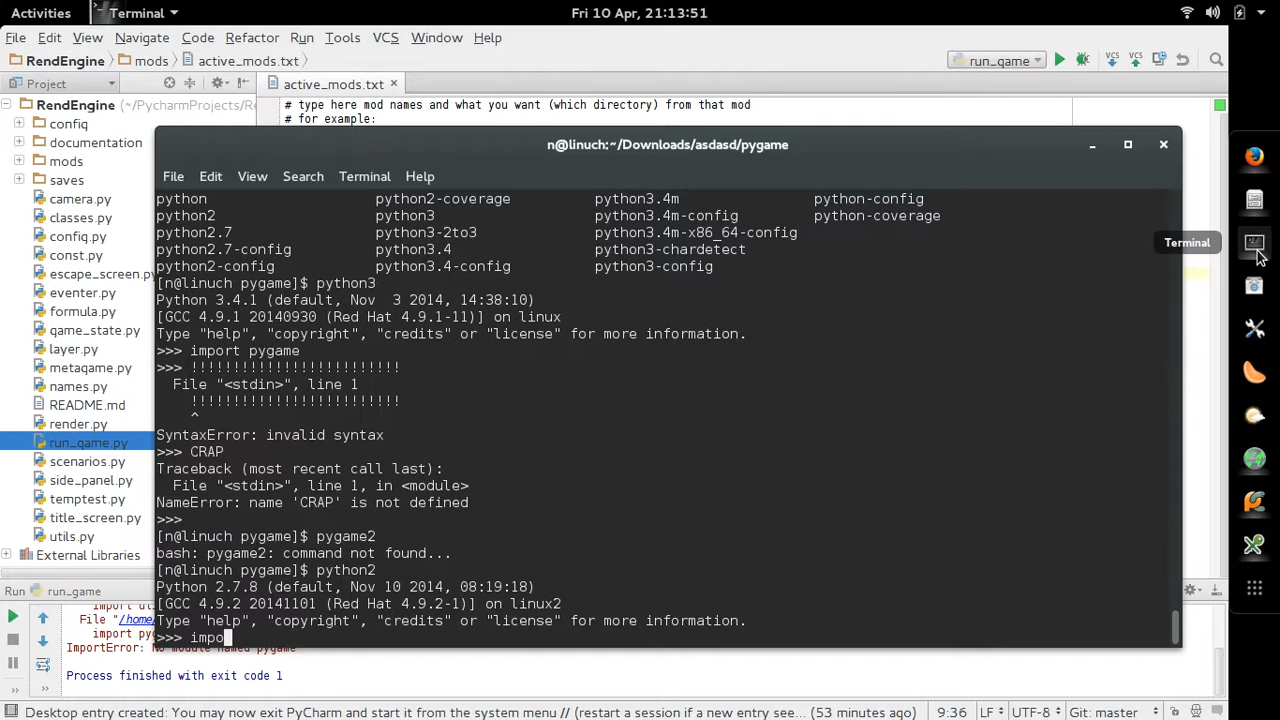 Activities Terminal Fri 10 Apr, 21:13:51
File Edit View Navigate Code Refactor Run Tools VCS Window Help
RendEngine mods active_mods.txt run_game VCS VCS
Project active_mods.txt
RendEngine (~/PycharmProjects/Re
config
documentation
mods
saves
camera.py
classes.py
config.py
const.py
escape_screen.py
eventer.py
formula.py
game_state.py
layer.py
metagame.py
names.py
README.md
render.py
run_game.py
scenarios.py
side_panel.py
temptest.py
title_screen.py
utils.py
External Libraries
# type here mod names and what you want (which directory) from that mod
# for example:
n@linuch:~/Downloads/asdasd/pygame
File Edit View Search Terminal Help
python python2-coverage python3.4m python-config
python2 python3 python3.4m-config python-coverage
python2.7 python3-2to3 python3.4m-x86_64-config
python2.7-config python3.4 python3-chardetect
python2-config python3.4-config python3-config
[n@linuch pygame]$ python3
Python 3.4.1 (default, Nov  3 2014, 14:38:10)
[GCC 4.9.1 20140930 (Red Hat 4.9.1-11)] on linux
Type "help", "copyright", "credits" or "license" for more information.
>>> import pygame
>>> !!!!!!!!!!!!!!!!!!!!!!!!!
  File "<stdin>", line 1
    !!!!!!!!!!!!!!!!!!!!!!!!!
    ^
SyntaxError: invalid syntax
>>> CRAP
Traceback (most recent call last):
  File "<stdin>", line 1, in <module>
NameError: name 'CRAP' is not defined
>>>
[n@linuch pygame]$ pygame2
bash: pygame2: command not found...
[n@linuch pygame]$ python2
Python 2.7.8 (default, Nov 10 2014, 08:19:18)
[GCC 4.9.2 20141101 (Red Hat 4.9.2-1)] on linux2
Type "help", "copyright", "credits" or "license" for more information.
>>> impo
Terminal
Run run_game
import uti
File "/home/
import pyg
ImportError: No module named pygame
Process finished with exit code 1
Desktop entry created: You may now exit PyCharm and start it from the system menu // (restart a session if a new entry see... (53 minutes ago) 9:36 LF UTF-8 Git: master